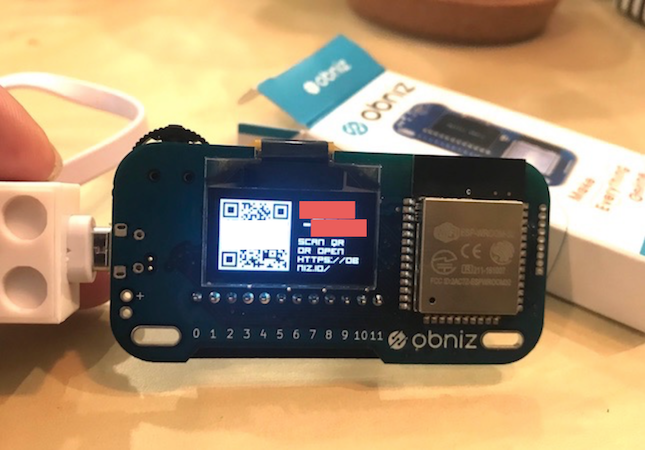 obniz
obniz
Make
Everything
SCAN QR
OR OPEN
HTTPS://OB
NIZ.IO/
0 1 2 3 4 5 6 7 8 9 10 11
obniz
+